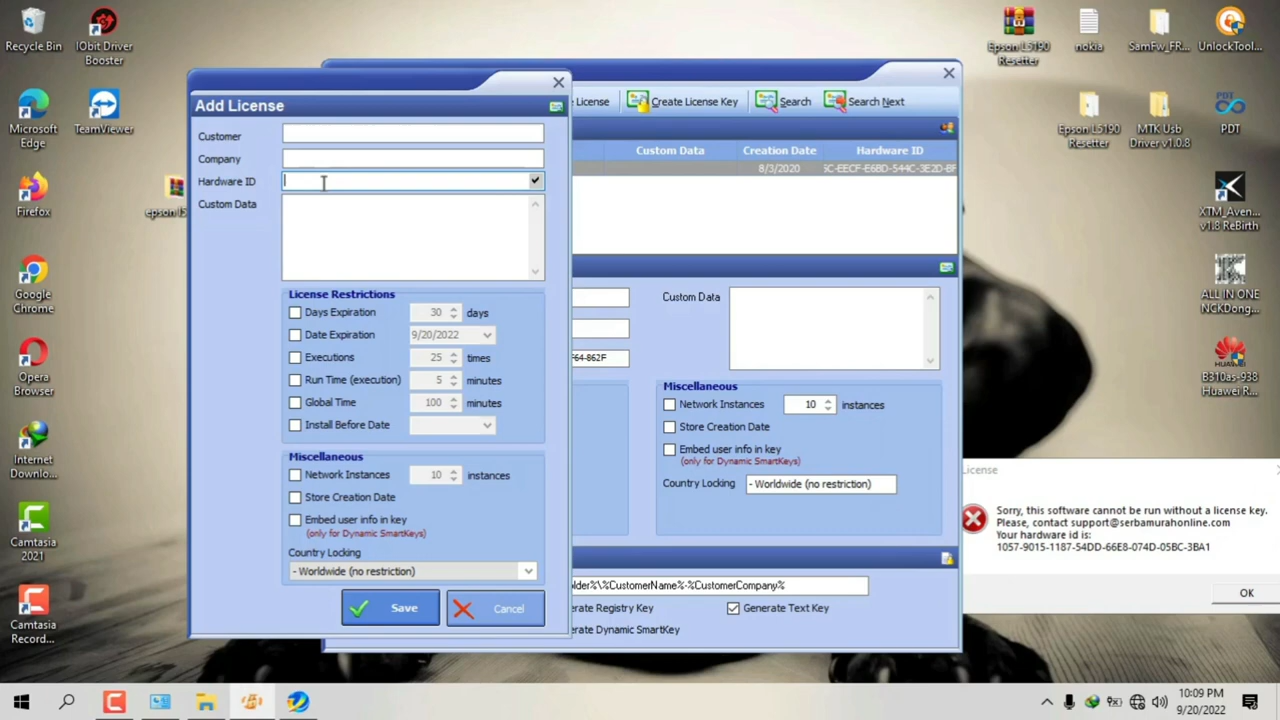 Recycle Bin
IObit Driver
Booster
Microsoft
Edge
TeamViewer
Firefox
Google
Chrome
Opera
Browser
Internet
Downlo...
Camtasia
2021
Camtasia
Record...
Add License
Customer
Company
Hardware ID
Custom Data
License Restrictions
Days Expiration 30 days
Date Expiration 9/20/2022
Executions 25 times
Run Time (execution) 5 minutes
Global Time 100 minutes
Install Before Date
Miscellaneous
Network Instances 10 instances
Store Creation Date
Embed user info in key
(only for Dynamic SmartKeys)
Country Locking
- Worldwide (no restriction)
Save Cancel
License Create License Key Search Search Next
Custom Data Creation Date Hardware ID
8/3/2020 5C-EECF-E6BD-544C-3E2D-BF
Custom Data
F64-862F
Miscellaneous
Network Instances 10 instances
Store Creation Date
Embed user info in key
(only for Dynamic SmartKeys)
Country Locking - Worldwide (no restriction)
older%\%CustomerName%-%CustomerCompany%
erate Registry Key Generate Text Key
erate Dynamic SmartKey
Epson L5190
Resetter
nokia
SamFw_FR...
UnlockTool...
Epson L5190
Resetter
MTK Usb
Driver v1.0.8
PDT
XTM_Aven...
v1.8 ReBirth
ALL IN ONE
NCKDong...
B310as-938
Huawei R...
License
Sorry, this software cannot be run without a license key.
Please, contact support@serbamurahonline.com
Your hardware id is:
1057-9015-1187-54DD-66E8-074D-05BC-3BA1
OK
10:09 PM
9/20/2022